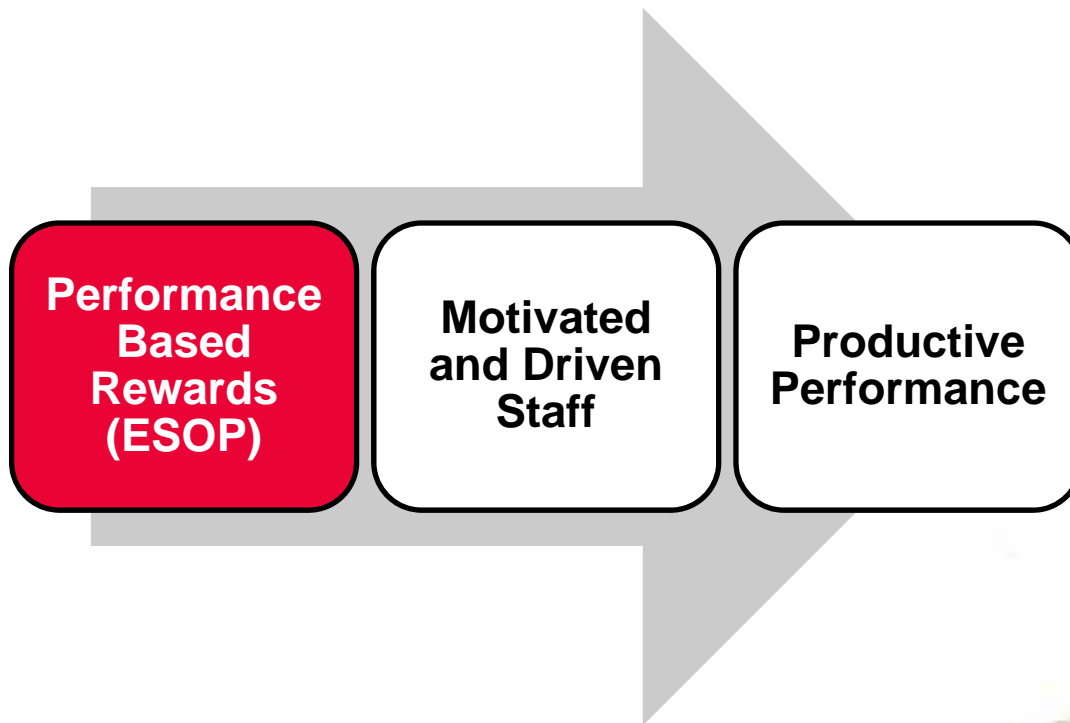 Performance
Based
Rewards
(ESOP)
Motivated
and Driven
Staff
Productive
Performance